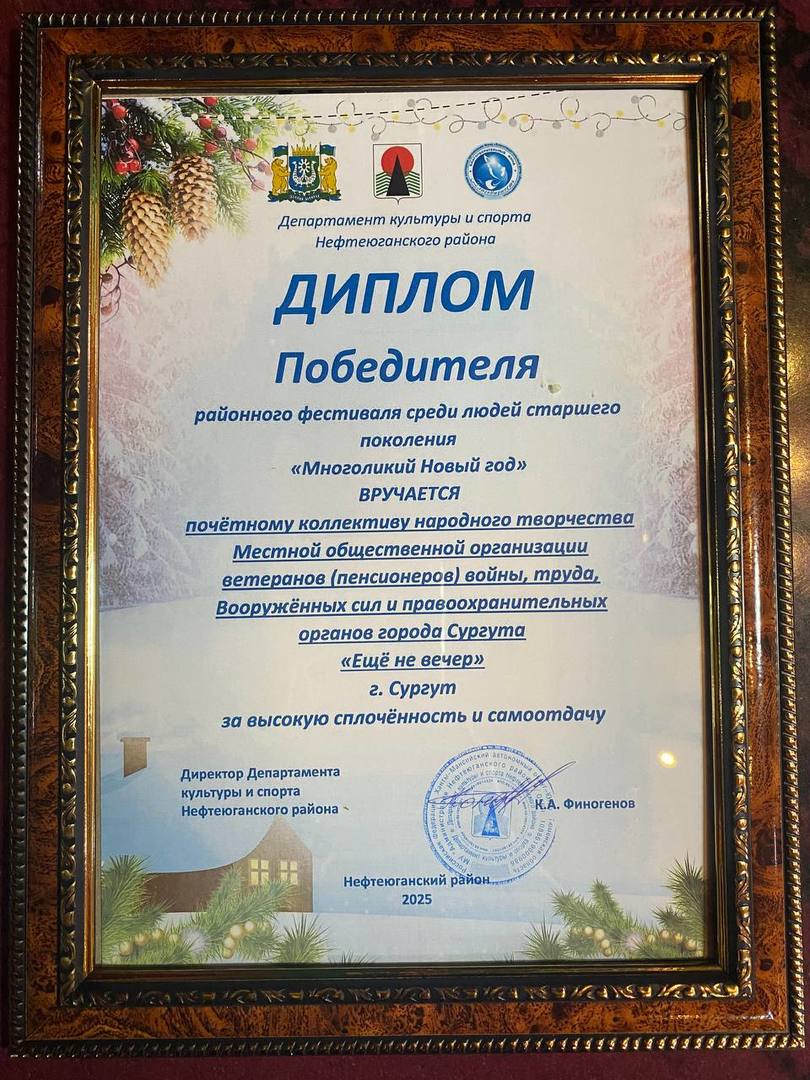 Департамент культуры и спорта
Нефтеюганского района
ДИПЛОМ
Победителя
районного фестиваля среди людей старшего
поколения
«Многоликий Новый год»
ВРУЧАЕТСЯ
почётному коллективу народного творчества
Местной общественной организации
ветеранов (пенсионеров) войны, труда,
Вооружённых сил и правоохранительных
органов города Сургута
«Ещё не вечер»
г. Сургут
за высокую сплочённость и самоотдачу
Директор Департамента
культуры и спорта
Нефтеюганского района
К.А. Финогенов
Нефтеюганский район
2025